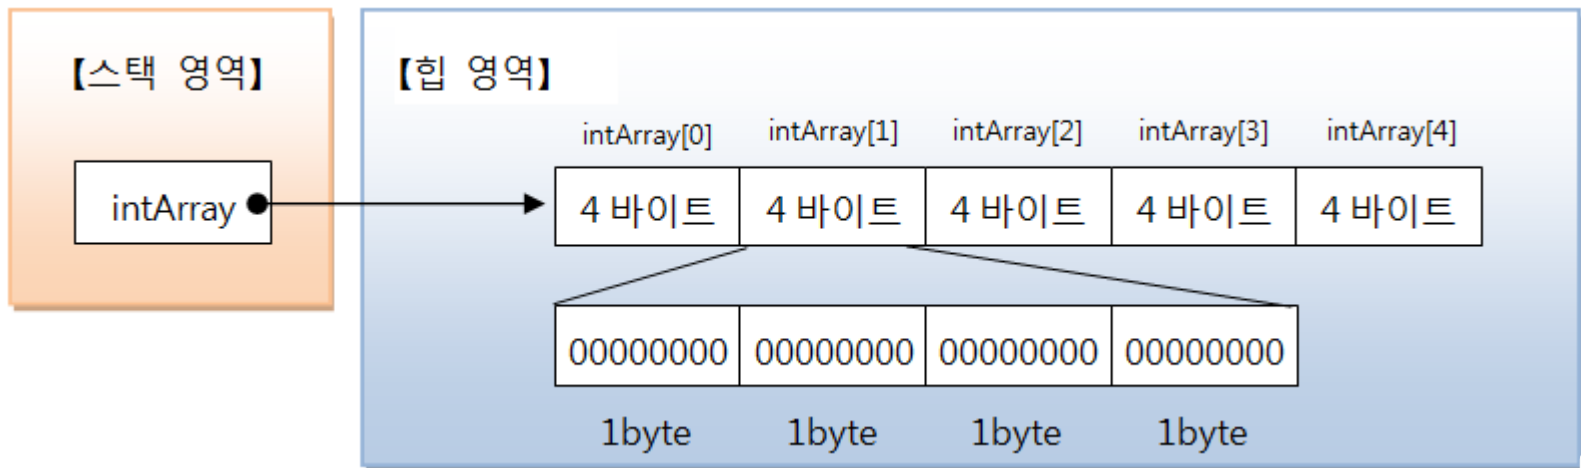 【스택 영역】
intArray
【힙 영역】
intArray[0] intArray[1] intArray[2] intArray[3] intArray[4]
4 바이트 4 바이트 4 바이트 4 바이트 4 바이트
00000000 00000000 00000000 00000000
1byte 1byte 1byte 1byte